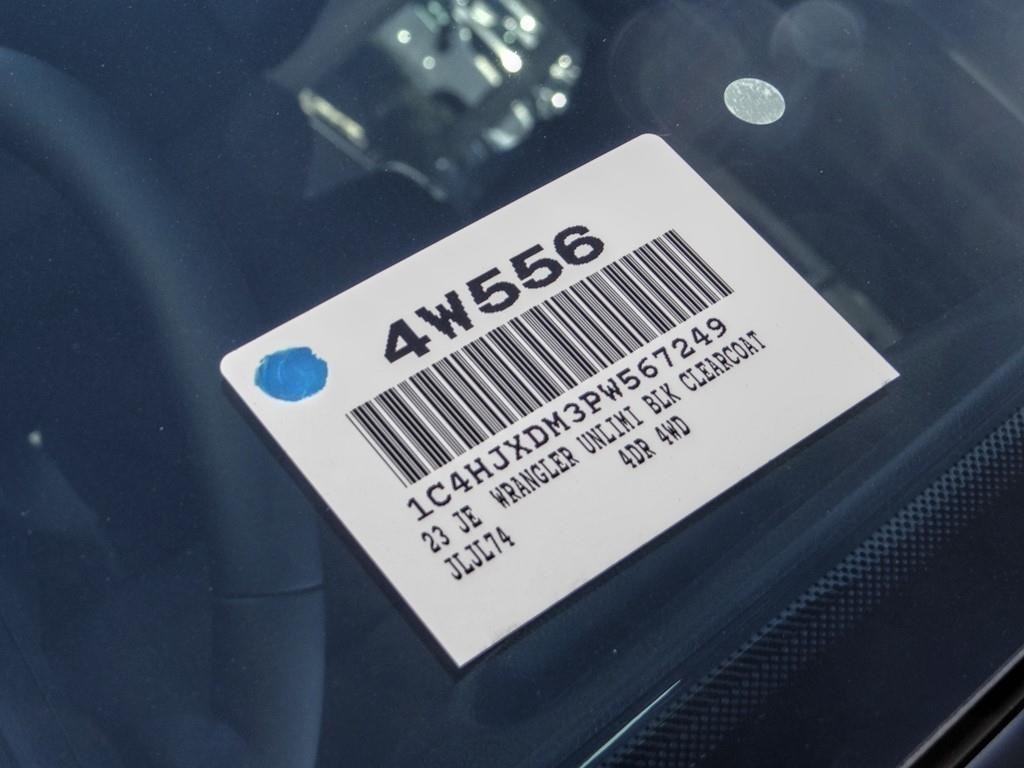 4W556
1C4HJXDM3PW567249
23 JE WRANGLER UNLIMI BLK CLEARCOAT
JLJL74 4DR 4WD